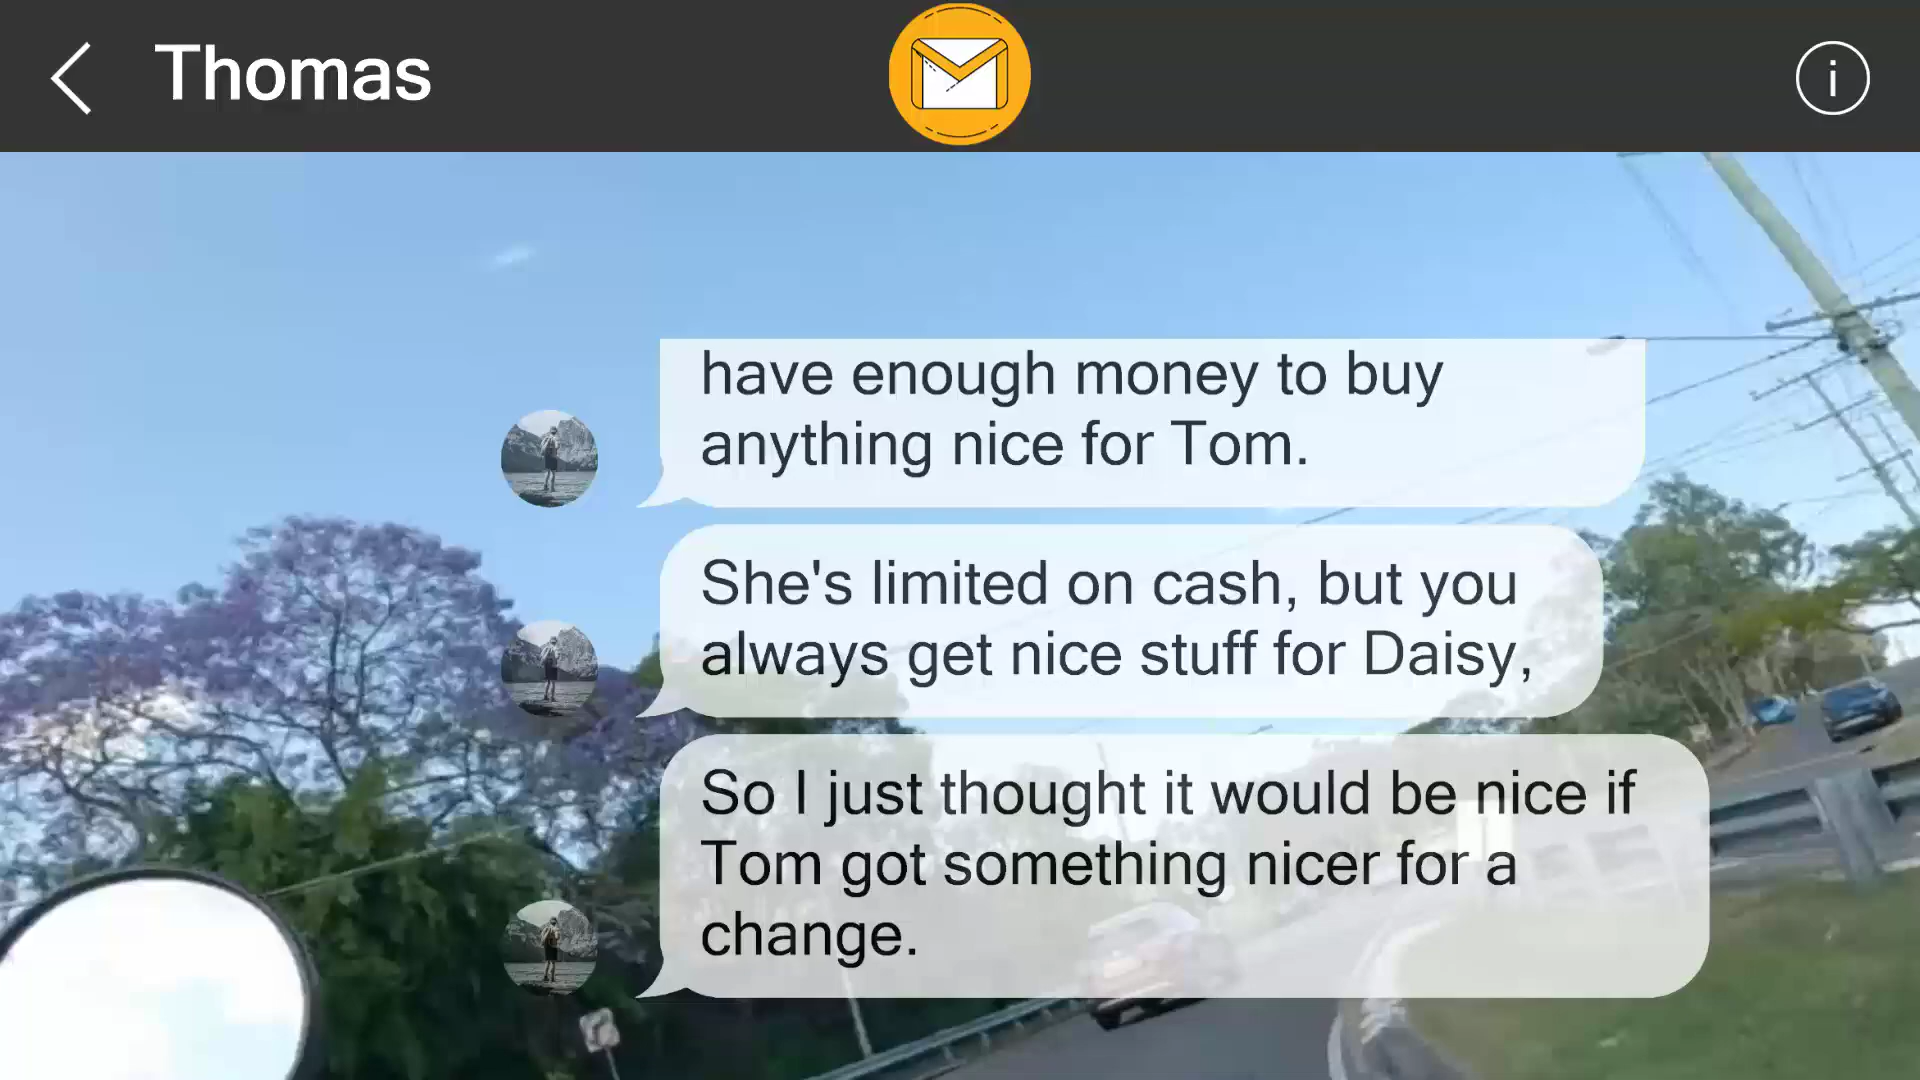 Thomas
i
have enough money to buy
anything nice for Tom.
She's limited on cash, but you
always get nice stuff for Daisy,
So I just thought it would be nice if
Tom got something nicer for a
change.